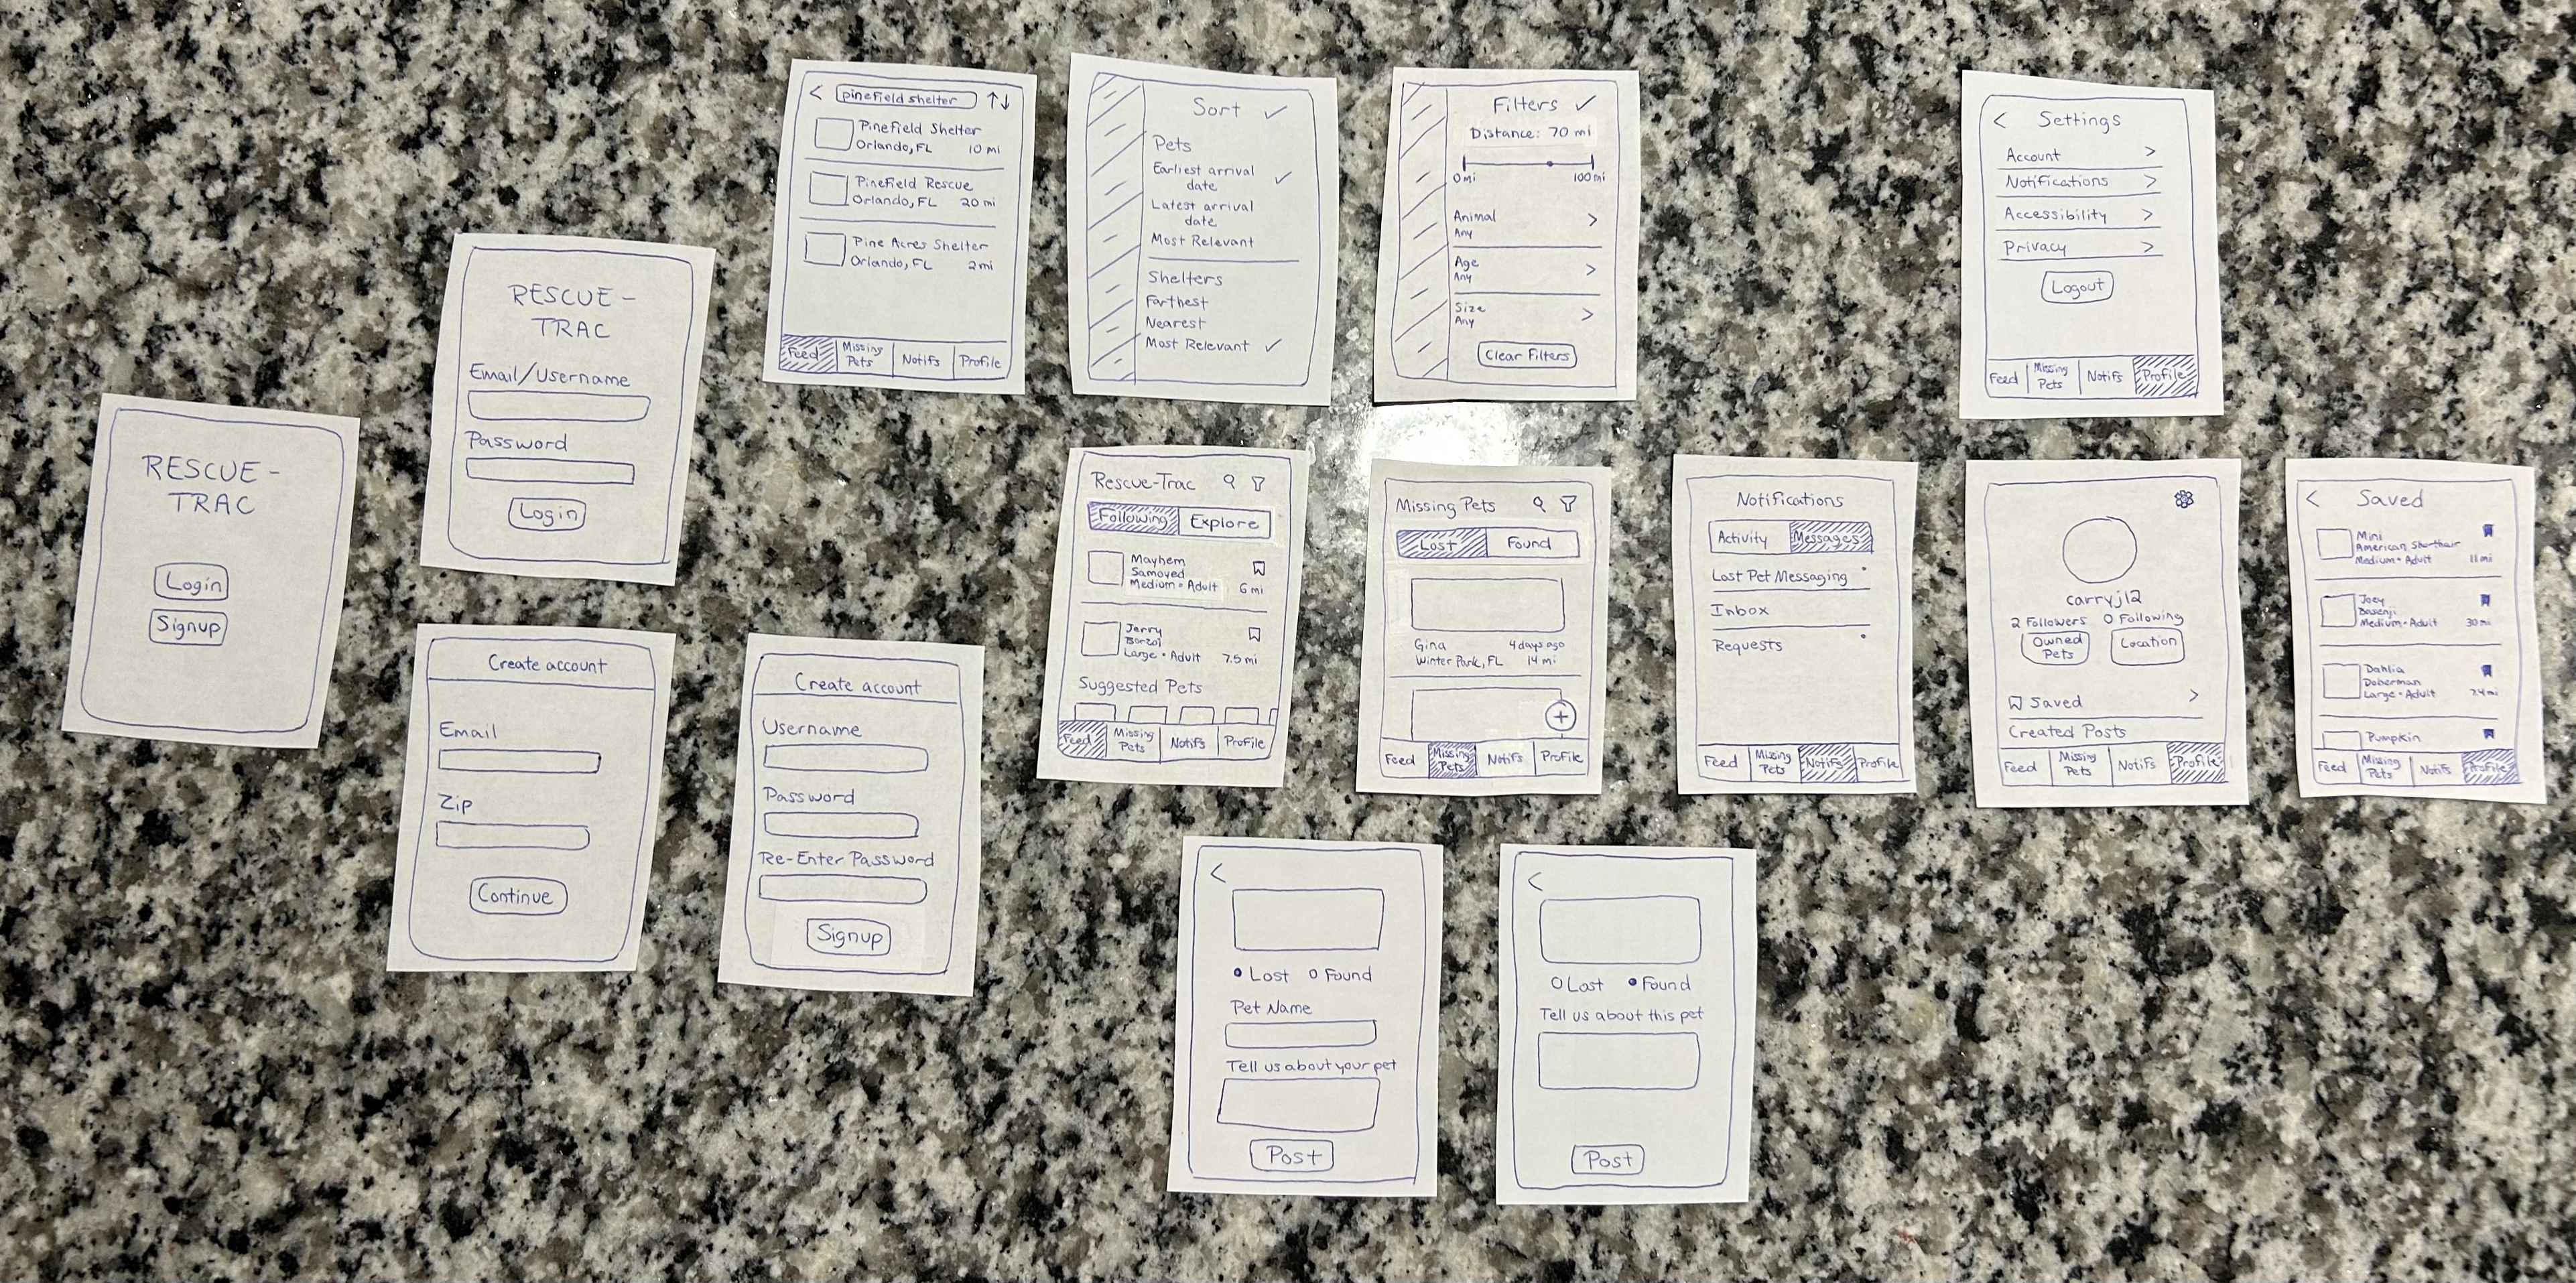 RESCUE-
TRAC
Login
Signup
RESCUE-
TRAC
Email/Username
Password
Login
Create account
Email
Zip
Continue
Create account
Username
Password
Re-Enter Password
Signup
< pinefield shelter ↑↓
Pinefield Shelter
Orlando, FL 10 mi
Pinefield Rescue
Orlando, FL 20 mi
Pine Acres Shelter
Orlando, FL 2 mi
Feed Missing Pets Notifs Profile
Sort ✓
Pets
Earliest arrival
date ✓
Latest arrival
date
Most Relevant
Shelters
Farthest
Nearest
Most Relevant ✓
Filters ✓
Distance: 70 mi
0 mi 100 mi
Animal >
Any
Age >
Any
Size >
Any
Clear Filters
Rescue-Trac
Following Explore
Mayhem
Samoyed
Medium • Adult 6 mi
Jerry
Borzoi
Large • Adult 7.5 mi
Suggested Pets
Feed Missing Pets Notifs Profile
Missing Pets
Lost Found
Gina 4 days ago
Winter Park, FL 14 mi
+
Feed Missing Pets Notifs Profile
Notifications
Activity Messages
Lost Pet Messaging
Inbox
Requests
Feed Missing Pets Notifs Profile
< Settings
Account >
Notifications >
Accessibility >
Privacy >
Logout
Feed Missing Pets Notifs Profile
carryj12
2 Followers 0 Following
Owned Pets Location
Saved >
Created Posts
Feed Missing Pets Notifs Profile
< Saved
Mini
American Shorthair
Medium • Adult 11 mi
Joey
Basenji
Medium • Adult 30 mi
Dahlia
Doberman
Large • Adult 24 mi
Pumpkin
Feed Missing Pets Notifs Profile
<
Lost Found
Pet Name
Tell us about your pet
Post
<
Lost Found
Tell us about this pet
Post